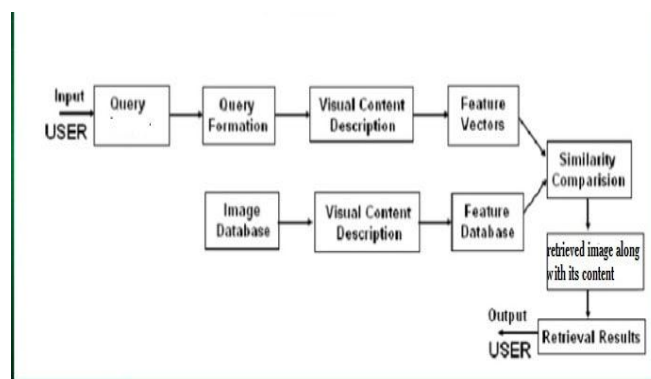 Input
USER
Query
Query
Formation
Visual Content
Description
Feature
Vectors
Similarity
Comparision
Image
Database
Visual Content
Description
Feature
Database
retrieved image along
with its content
Output
USER
Retrieval Results